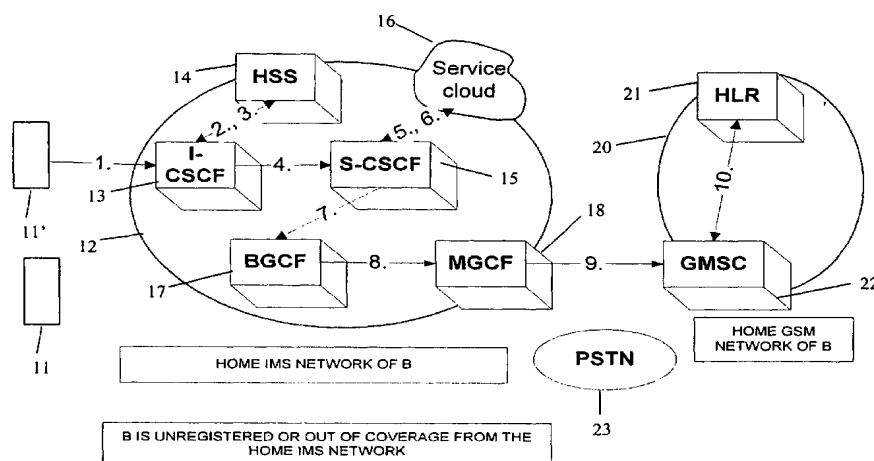 16
14
HSS
Service
cloud
21
HLR
2., 3.
5., 6.
20
1.
I-
CSCF
4.
S-CSCF
15
10.
13
11'
12
7.
18
BGCF
8.
MGCF
9.
GMSC
17
22
11
HOME IMS NETWORK OF B
PSTN
HOME GSM
NETWORK OF B
23
B IS UNREGISTERED OR OUT OF COVERAGE FROM THE
HOME IMS NETWORK